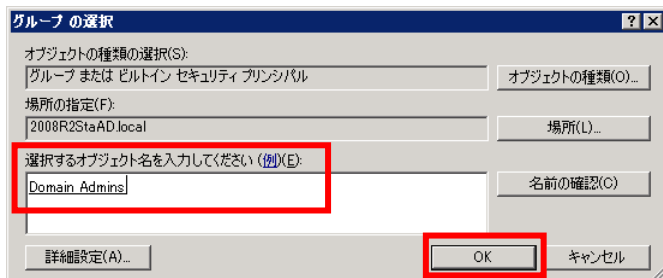 グループ の選択
オブジェクトの種類の選択(S):
グループ または ビルトイン セキュリティ プリンシパル
オブジェクトの種類(O)...
場所の指定(F):
2008R2StaAD.local
場所(L)...
選択するオブジェクト名を入力してください (例)(E):
Domain Admins
名前の確認(C)
詳細設定(A)...
OK
キャンセル